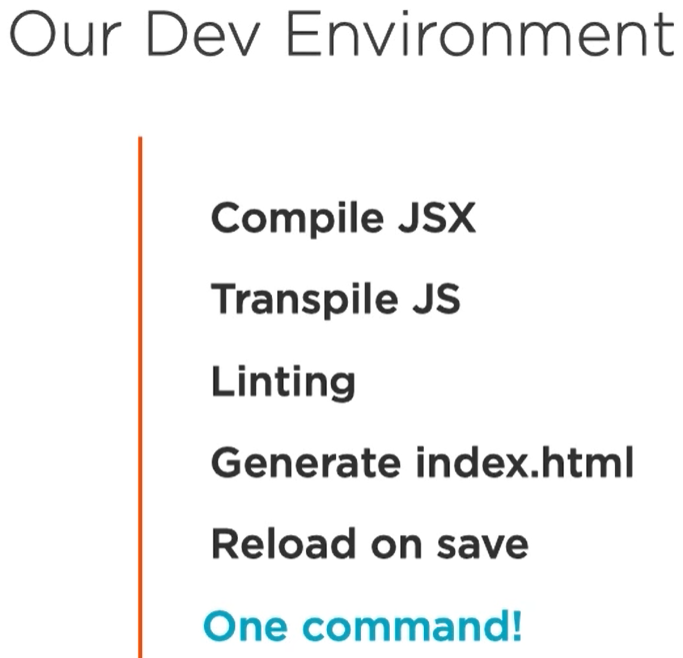 Our Dev Environment
Compile JSX
Transpile JS
Linting
Generate index.html
Reload on save
One command!